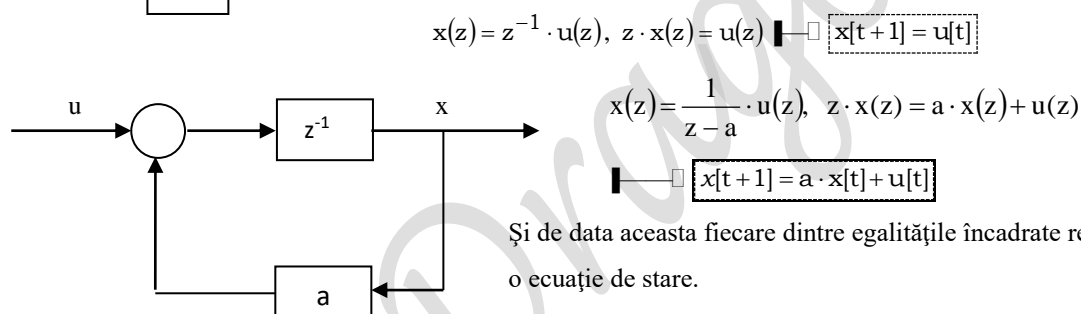 x(z) = z⁻¹ · u(z), z · x(z) = u(z) x[t + 1] = u[t]
u
z⁻¹
x
x(z) = 1/(z − a) · u(z), z · x(z) = a · x(z) + u(z)
x[t + 1] = a · x[t] + u[t]
Şi de data aceasta fiecare dintre egalităţile încadrate re
o ecuaţie de stare.
a